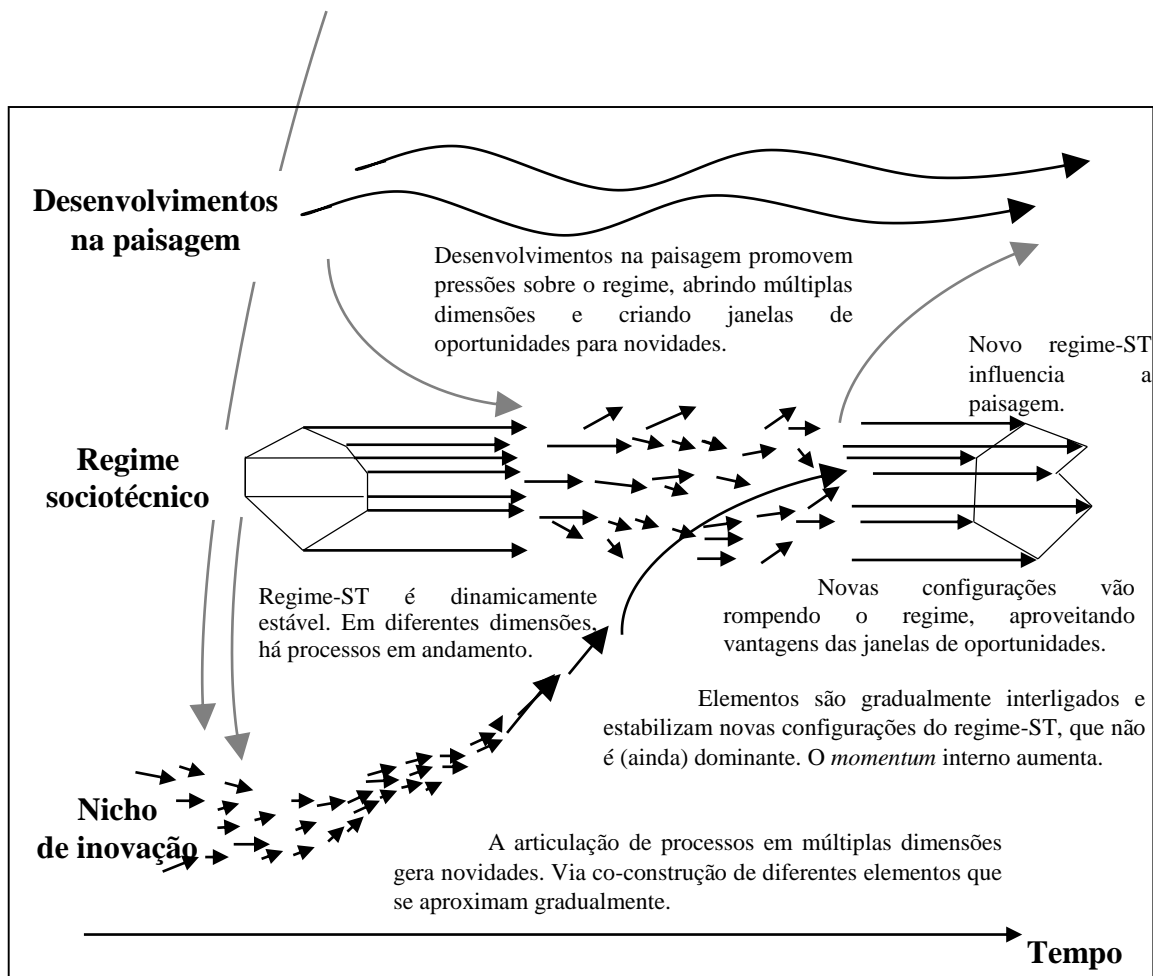 Desenvolvimentos
na paisagem
Desenvolvimentos na paisagem promovem
pressões sobre o regime, abrindo múltiplas
dimensões e criando janelas de
oportunidades para novidades.
Novo regime-ST
influencia a
paisagem.
Regime
sociotécnico
Regime-ST é dinamicamente
estável. Em diferentes dimensões,
há processos em andamento.
Novas configurações vão
rompendo o regime, aproveitando
vantagens das janelas de oportunidades.
Elementos são gradualmente interligados e
estabilizam novas configurações do regime-ST, que não
é (ainda) dominante. O momentum interno aumenta.
Nicho
de inovação
A articulação de processos em múltiplas dimensões
gera novidades. Via co-construção de diferentes elementos que
se aproximam gradualmente.
Tempo